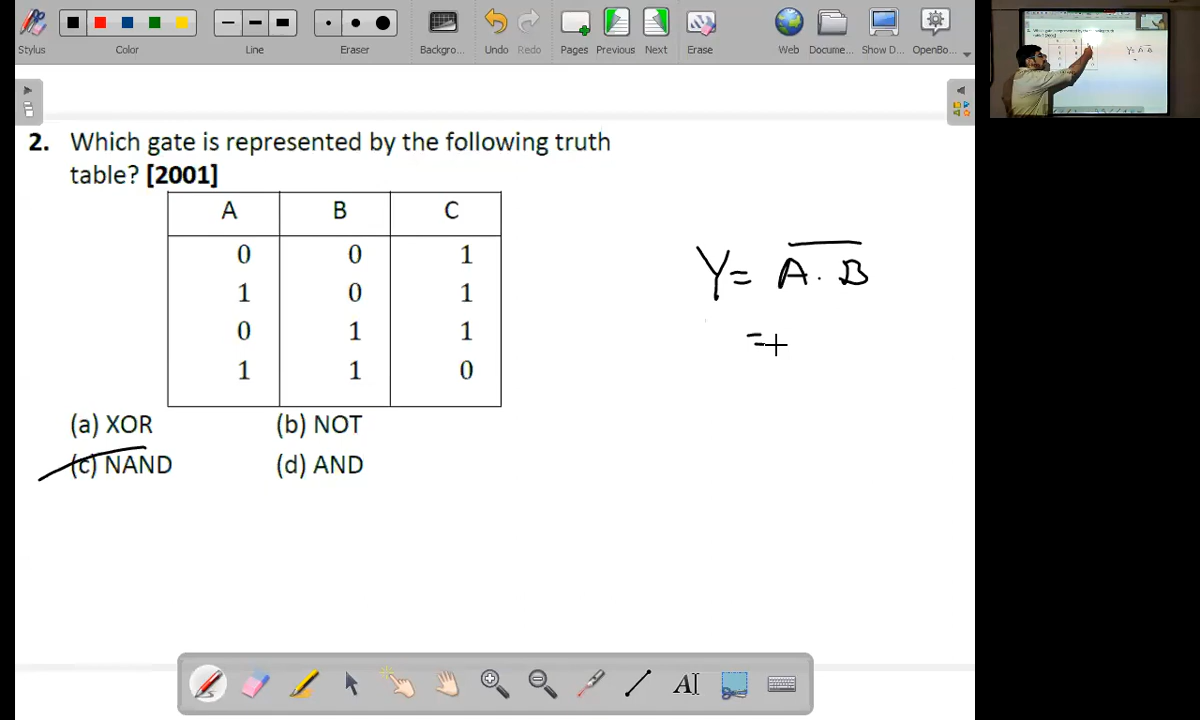 Stylus Color Line Eraser Backgro... Undo Redo Pages Previous Next Erase Web Docume... Show D... OpenBo...
2. Which gate is represented by the following truth
table? [2001]
A B C
0 0 1
1 0 1
0 1 1
1 1 0
(a) XOR (b) NOT
(c) NAND (d) AND
Y = A̅ ̅.̅ ̅B̅
=